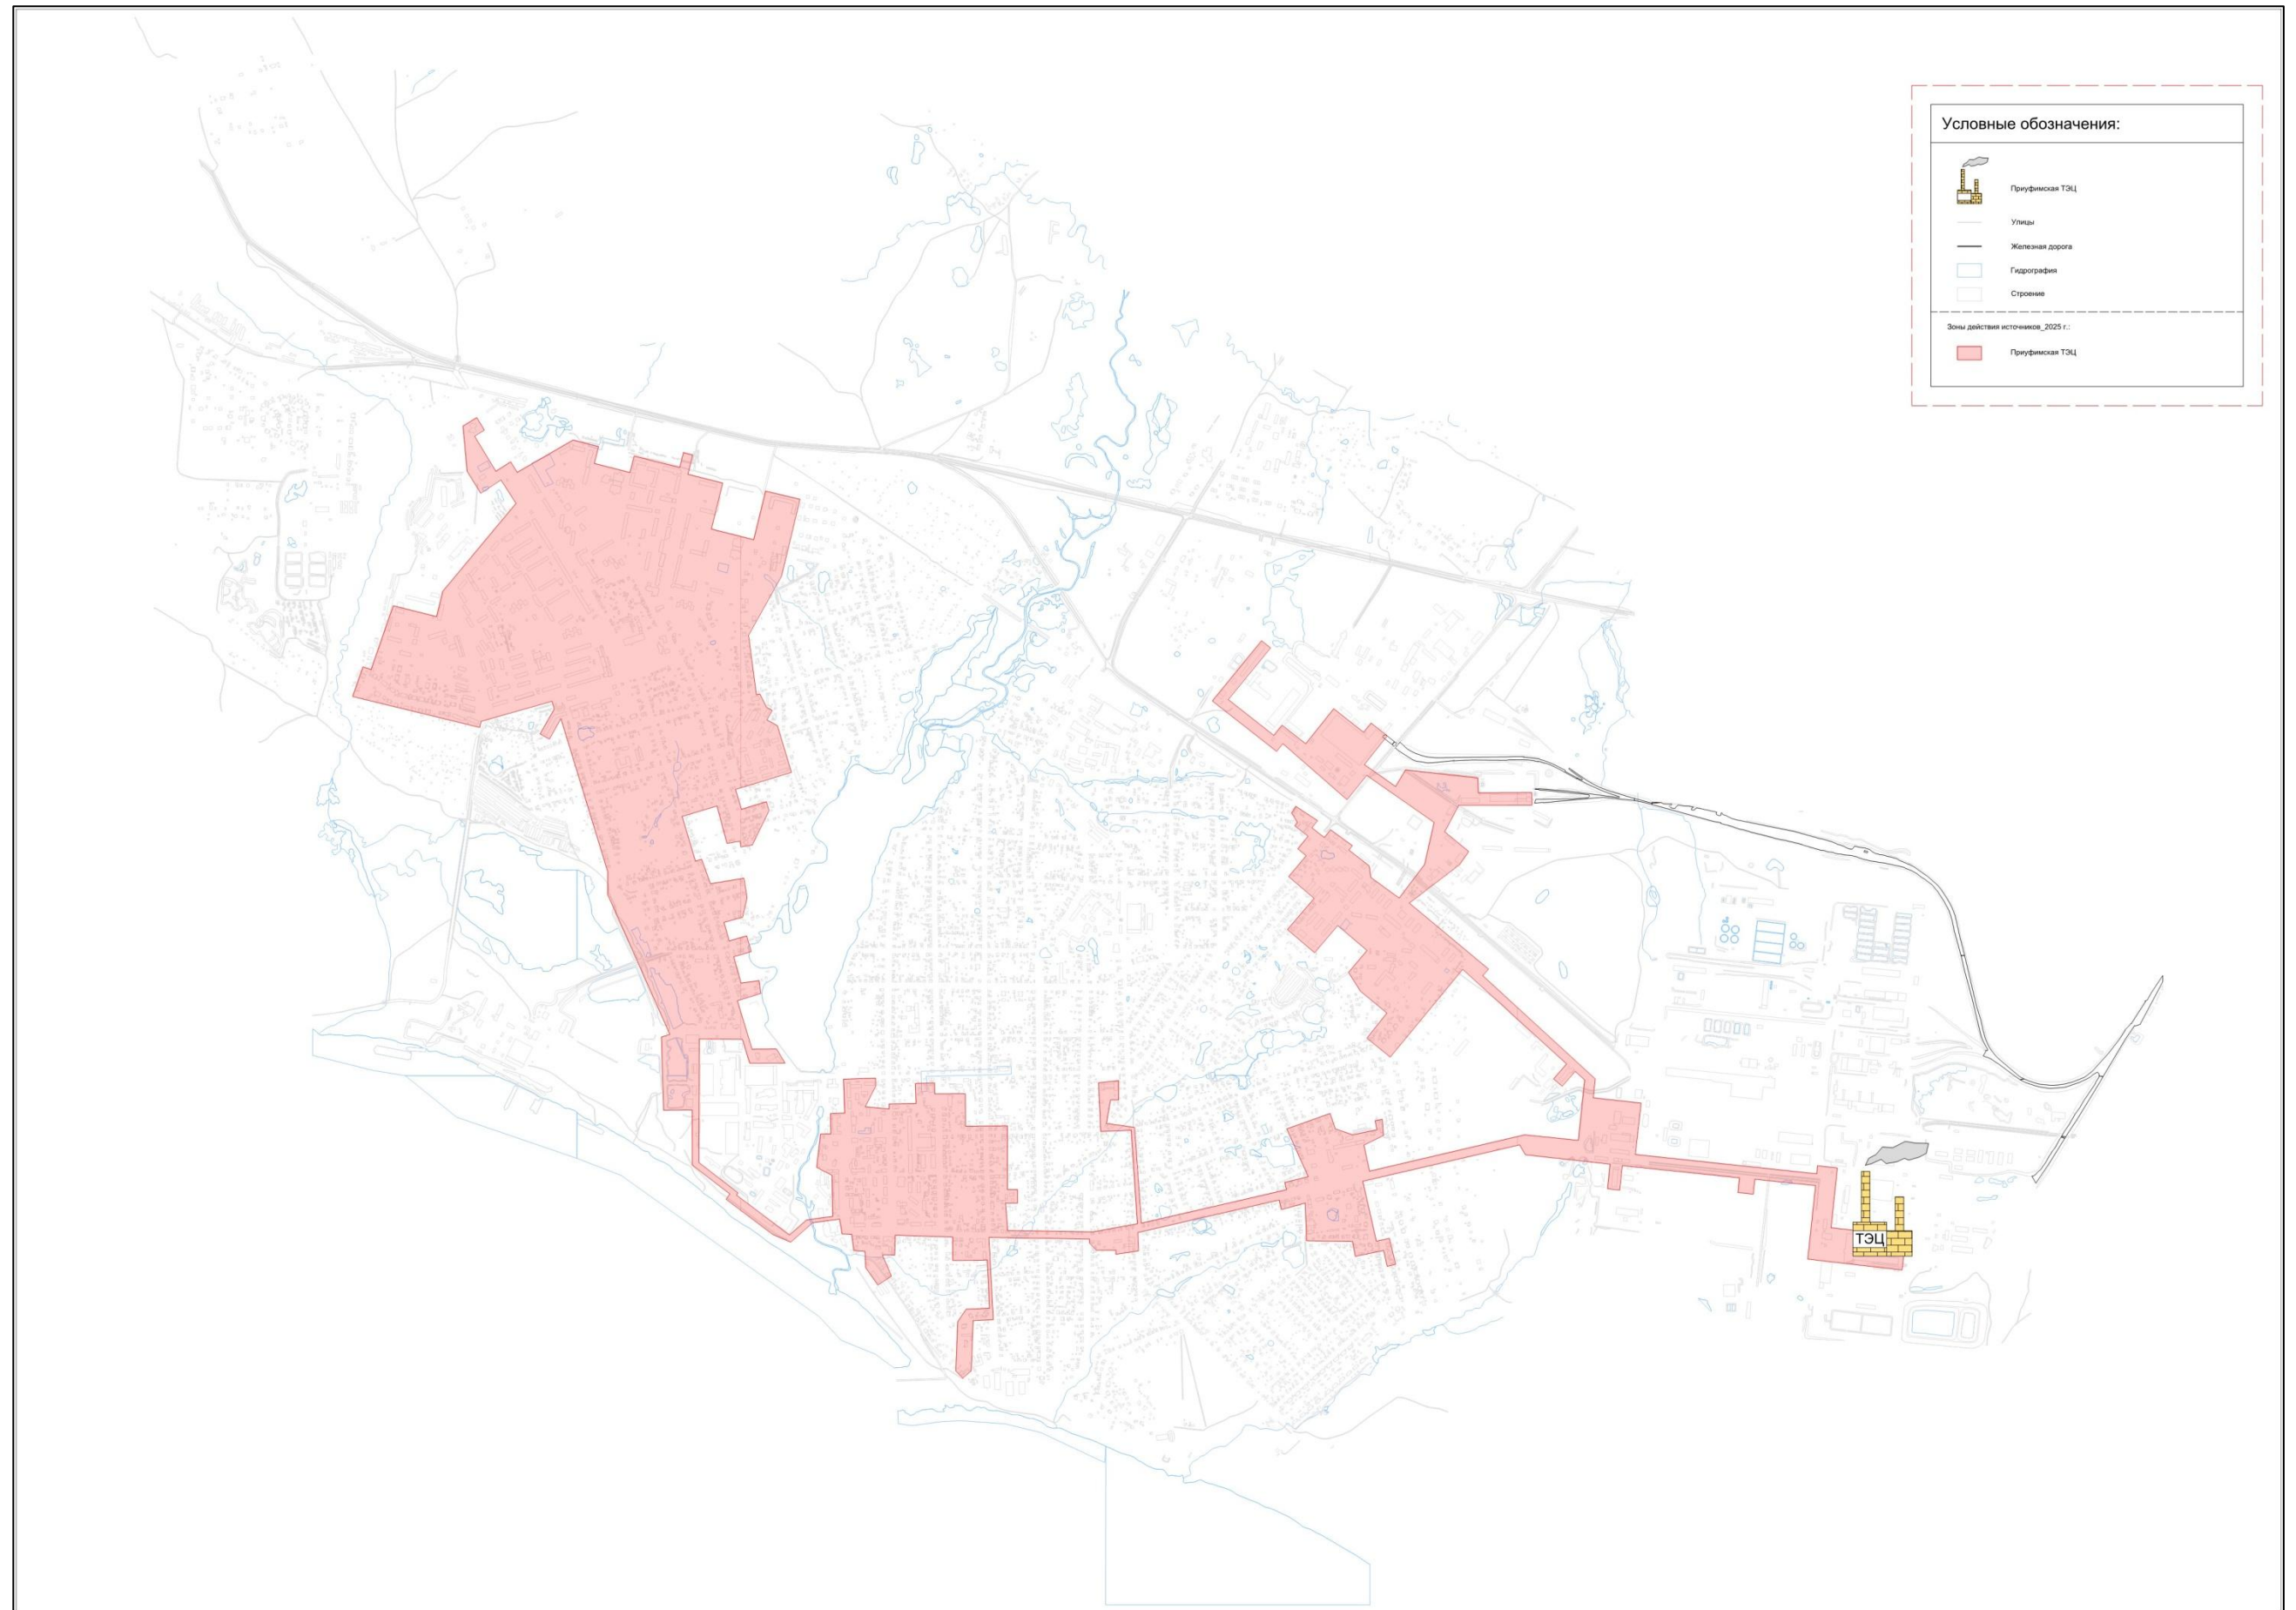 Условные обозначения:
Приуфимская ТЭЦ
Улицы
Железная дорога
Гидрография
Строение
Зоны действия источников_2025 г.:
Приуфимская ТЭЦ
ТЭЦ